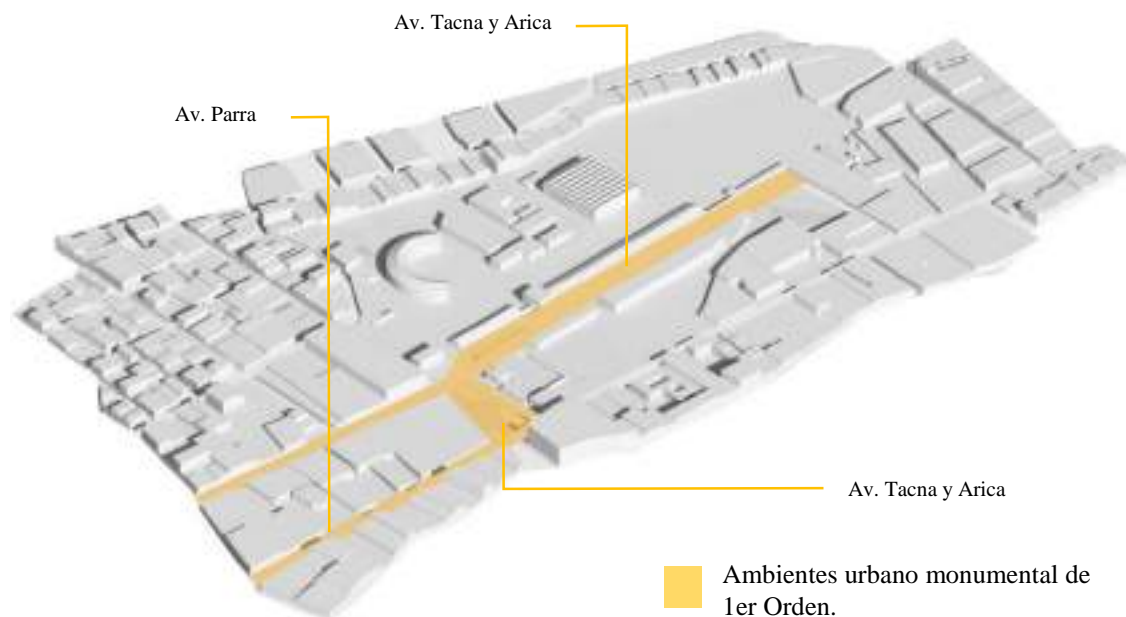 Av. Tacna y Arica
Av. Parra
Av. Tacna y Arica
Ambientes urbano monumental de
1er Orden.